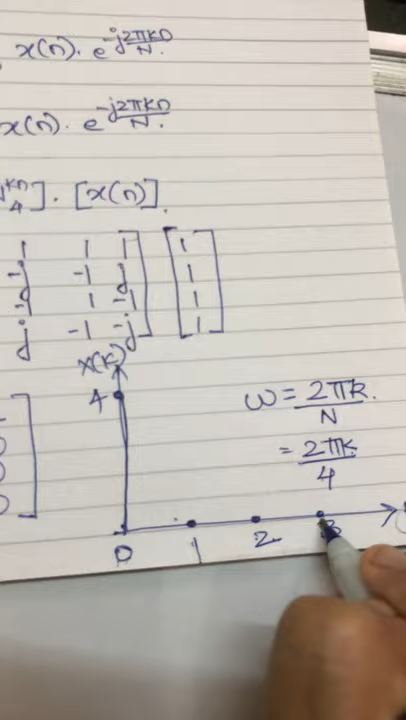 x(n). e^-j2πkn/N.
x(n). e^-j2πkn/N.
kn
4]. [x(n)].
1 1 1] [1
-j -1 j 1
-1 1 -1 1
j -1 -j] 1]
x(k)
4
ω = 2πk.
N
= 2πk
4
0 1 2 3